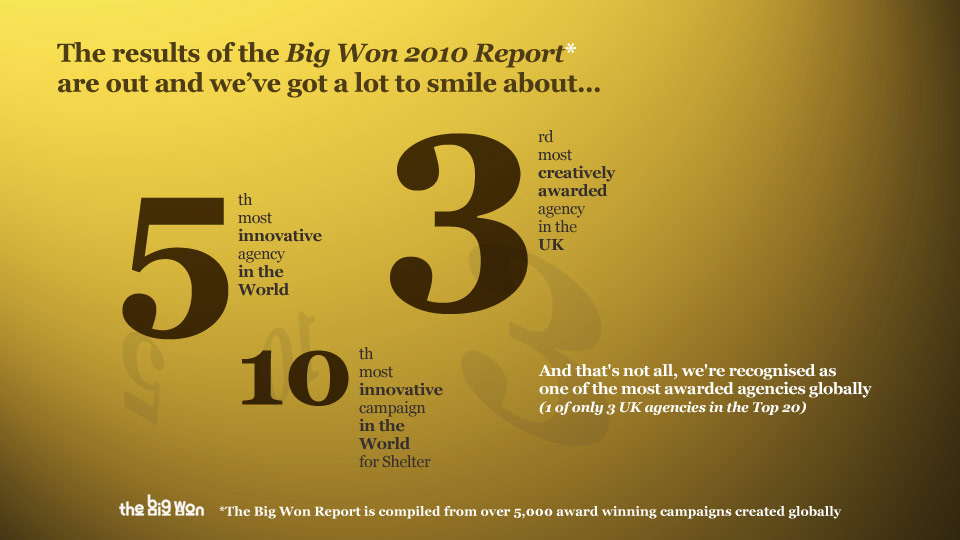 The results of the Big Won 2010 Report*
are out and we’ve got a lot to smile about...
5
th
most
innovative
agency
in the
World
3
rd
most
creatively
awarded
agency
in the
UK
10
th
most
innovative
campaign
in the
World
for Shelter
And that's not all, we're recognised as
one of the most awarded agencies globally
(1 of only 3 UK agencies in the Top 20)
the big won
*The Big Won Report is compiled from over 5,000 award winning campaigns created globally